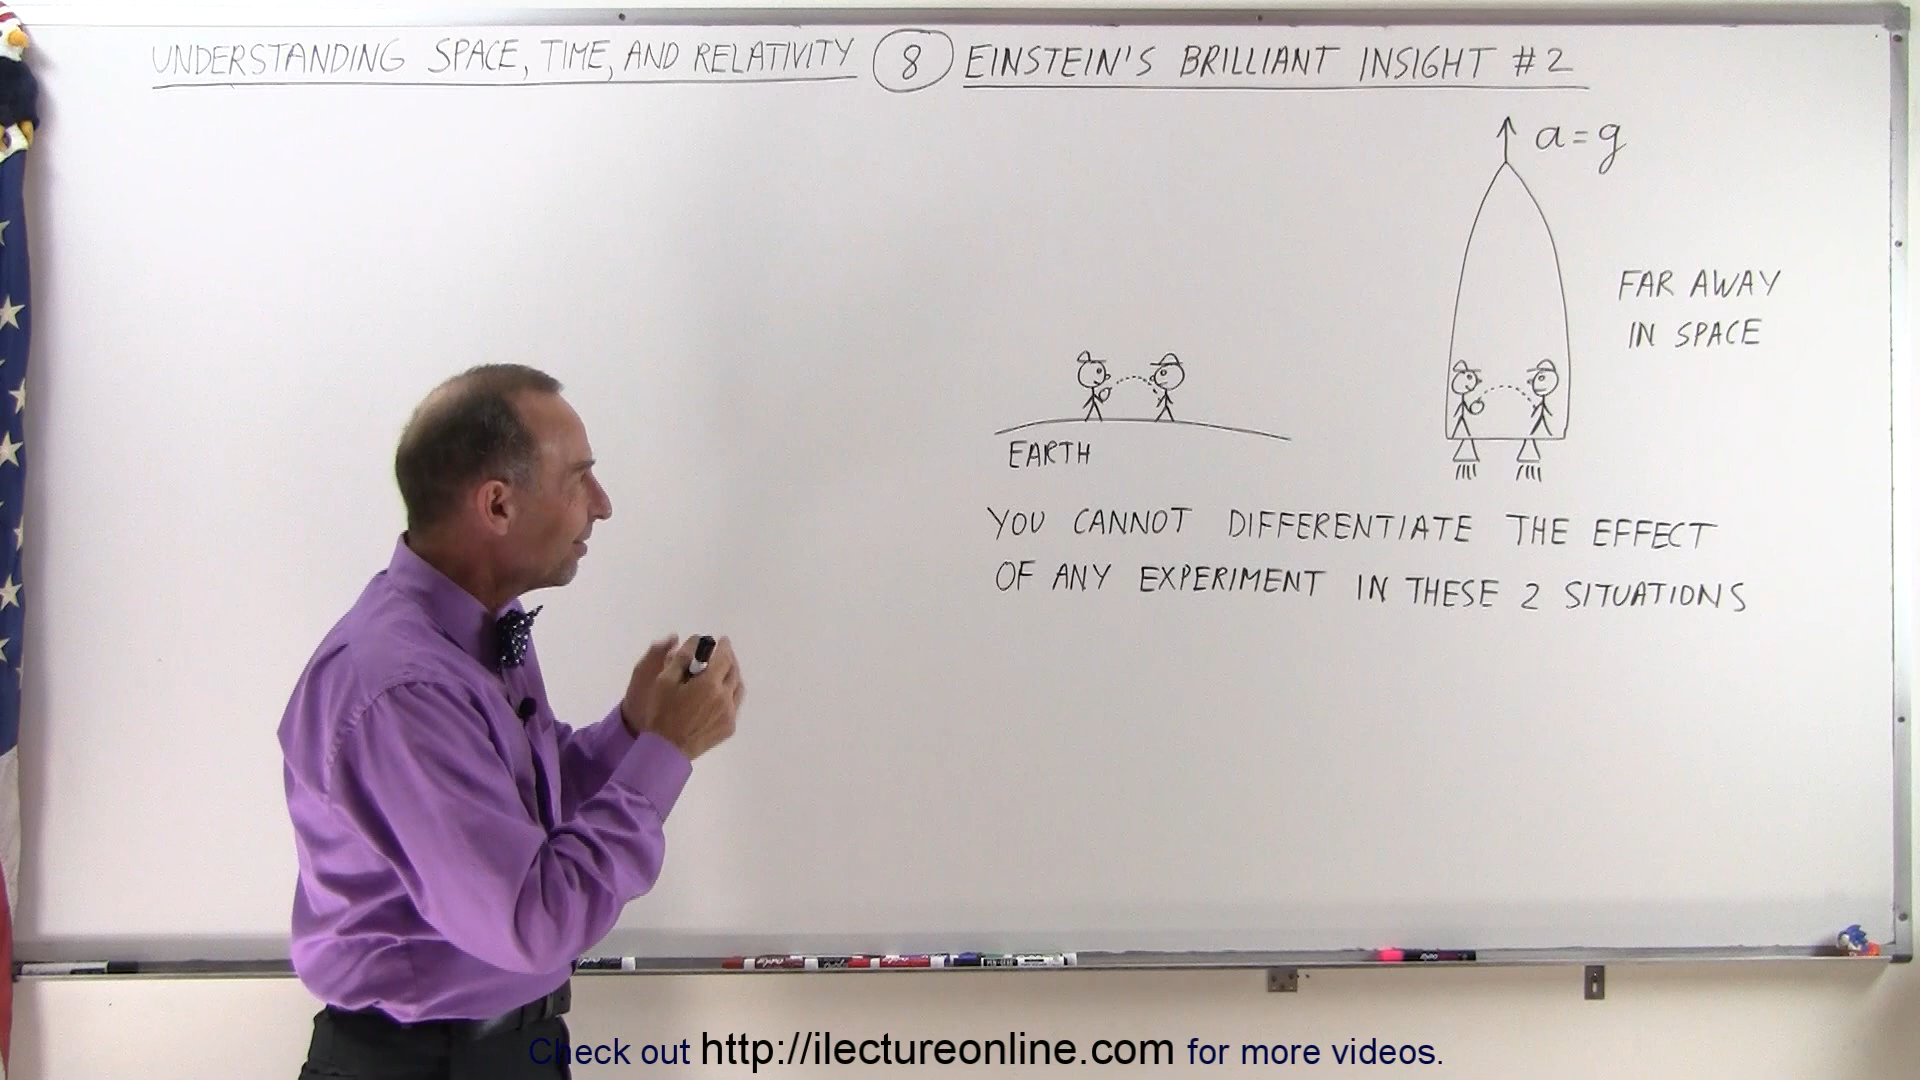 UNDERSTANDING SPACE, TIME, AND RELATIVITY 8 EINSTEIN'S BRILLIANT INSIGHT #2
a=g
FAR AWAY
IN SPACE
EARTH
YOU CANNOT DIFFERENTIATE THE EFFECT
OF ANY EXPERIMENT IN THESE 2 SITUATIONS
Check out http://ilectureonline.com for more videos.